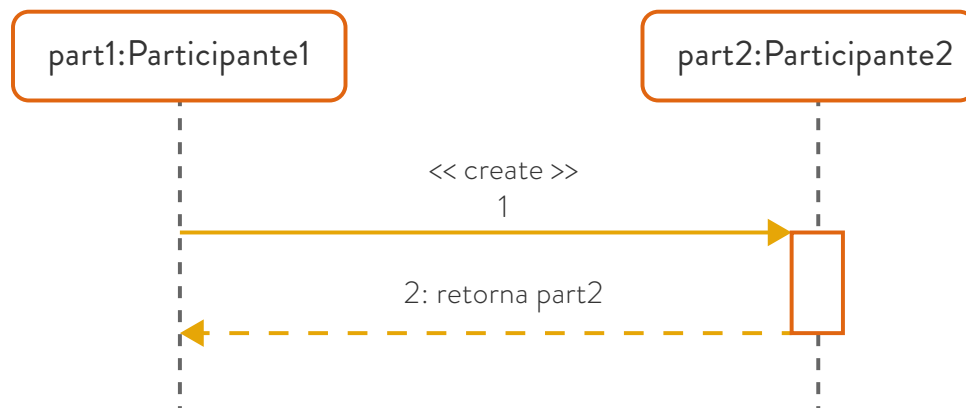 part1:Participante1
part2:Participante2
<< create >>
1
2: retorna part2